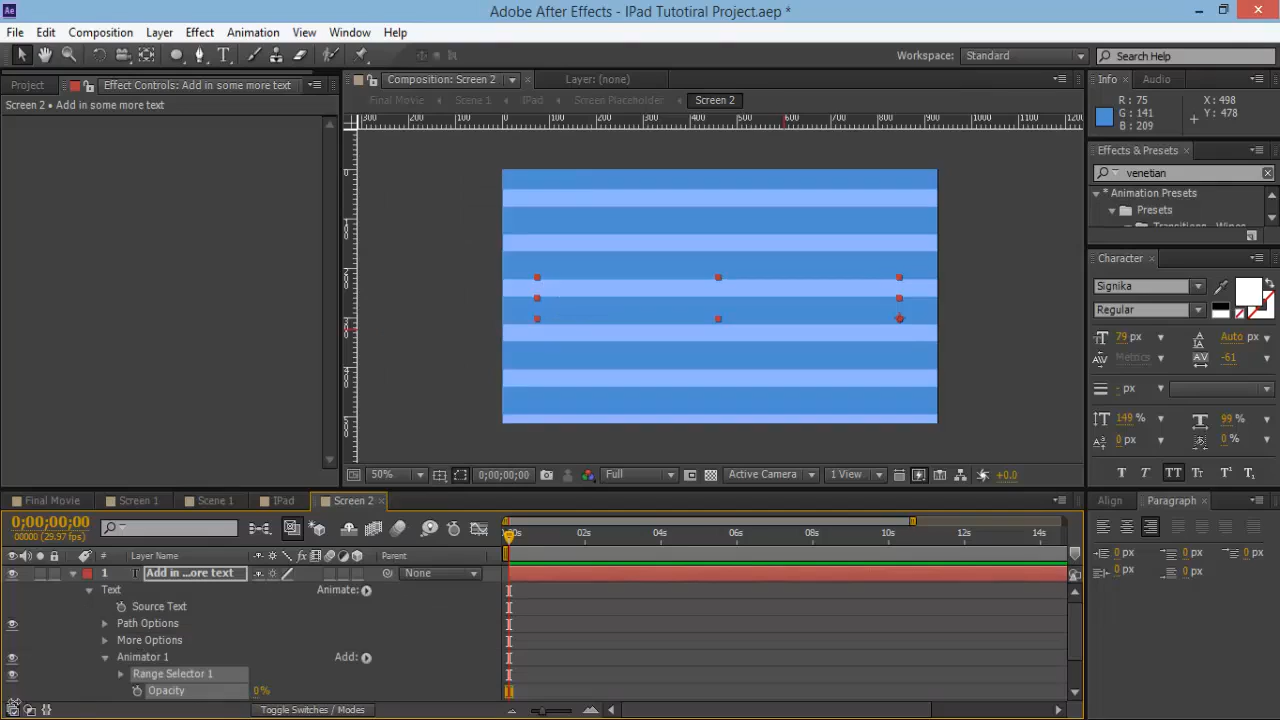 Adobe After Effects - IPad Tutotiral Project.aep *
File Edit Composition Layer Effect Animation View Window Help
Workspace: Standard Search Help
Project Effect Controls: Add in some more text
Composition: Screen 2 Layer: (none)
Info Audio
Screen 2 • Add in some more text
Final Movie Scene 1 IPad Screen Placeholder Screen 2
R: 75 X: 498
G: 141 Y: 478
B: 209
Effects & Presets
venetian
* Animation Presets
Presets
Transitions - Wipes
Character
Signika
Regular
79 px Auto px
Metrics -61
- px
149 % 99 %
0 px 0 %
50% 0;00;00;00 Full Active Camera 1 View +0.0
Final Movie Screen 1 Scene 1 IPad Screen 2
Align Paragraph
0;00;00;00
00000 (29.97 fps)
02s 04s 06s 08s 10s 12s 14s
# Layer Name Parent
1 T Add in ...ore text None
Text Animate:
Source Text
Path Options
More Options
Animator 1 Add:
Range Selector 1
Opacity 0%
Toggle Switches / Modes
0 px 0 px 0 px
0 px 0 px